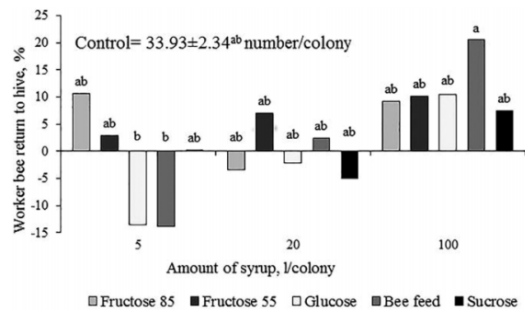 Control= 33.93±2.34ᵃᵇ number/colony
Worker bee return to hive, %
25
20
15
10
5
0
-5
-10
-15
ab ab b b ab
ab ab ab ab ab
ab ab ab a ab
5 20 100
Amount of syrup, l/colony
Fructose 85 Fructose 55 Glucose Bee feed Sucrose